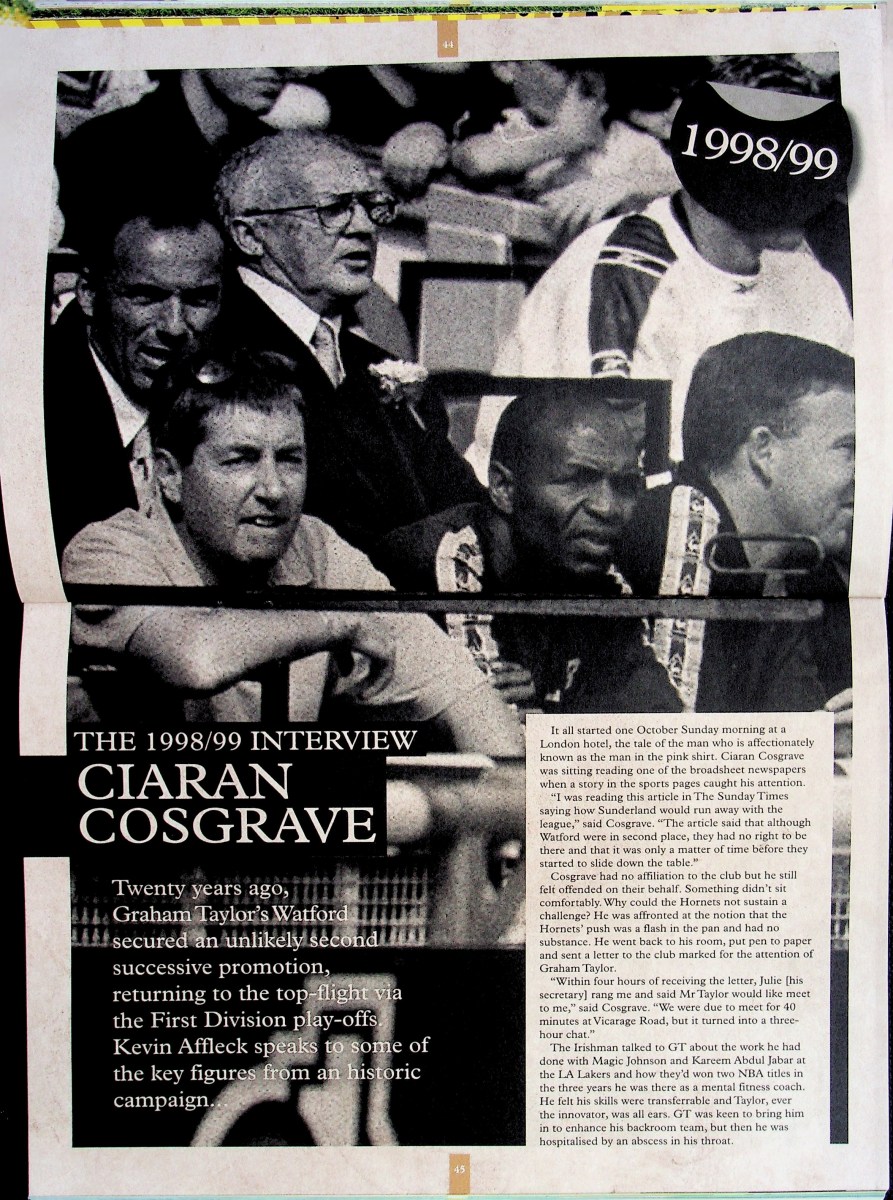 44
1998/99
THE 1998/99 INTERVIEW
CIARAN
COSGRAVE
Twenty years ago,
Graham Taylor's Watford
secured an unlikely second
successive promotion,
returning to the top-flight via
the First Division play-offs.
Kevin Affleck speaks to some of
the key figures from an historic
campaign...
It all started one October Sunday morning at a
London hotel, the tale of the man who is affectionately
known as the man in the pink shirt. Ciaran Cosgrave
was sitting reading one of the broadsheet newspapers
when a story in the sports pages caught his attention.
“I was reading this article in The Sunday Times
saying how Sunderland would run away with the
league,” said Cosgrave. “The article said that although
Watford were in second place, they had no right to be
there and that it was only a matter of time before they
started to slide down the table.”
Cosgrave had no affiliation to the club but he still
felt offended on their behalf. Something didn't sit
comfortably. Why could the Hornets not sustain a
challenge? He was affronted at the notion that the
Hornets' push was a flash in the pan and had no
substance. He went back to his room, put pen to paper
and sent a letter to the club marked for the attention of
Graham Taylor.
“Within four hours of receiving the letter, Julie [his
secretary] rang me and said Mr Taylor would like meet
to me,” said Cosgrave. “We were due to meet for 40
minutes at Vicarage Road, but it turned into a three-
hour chat.”
The Irishman talked to GT about the work he had
done with Magic Johnson and Kareem Abdul Jabar at
the LA Lakers and how they'd won two NBA titles in
the three years he was there as a mental fitness coach.
He felt his skills were transferrable and Taylor, ever
the innovator, was all ears. GT was keen to bring him
in to enhance his backroom team, but then he was
hospitalised by an abscess in his throat.
45